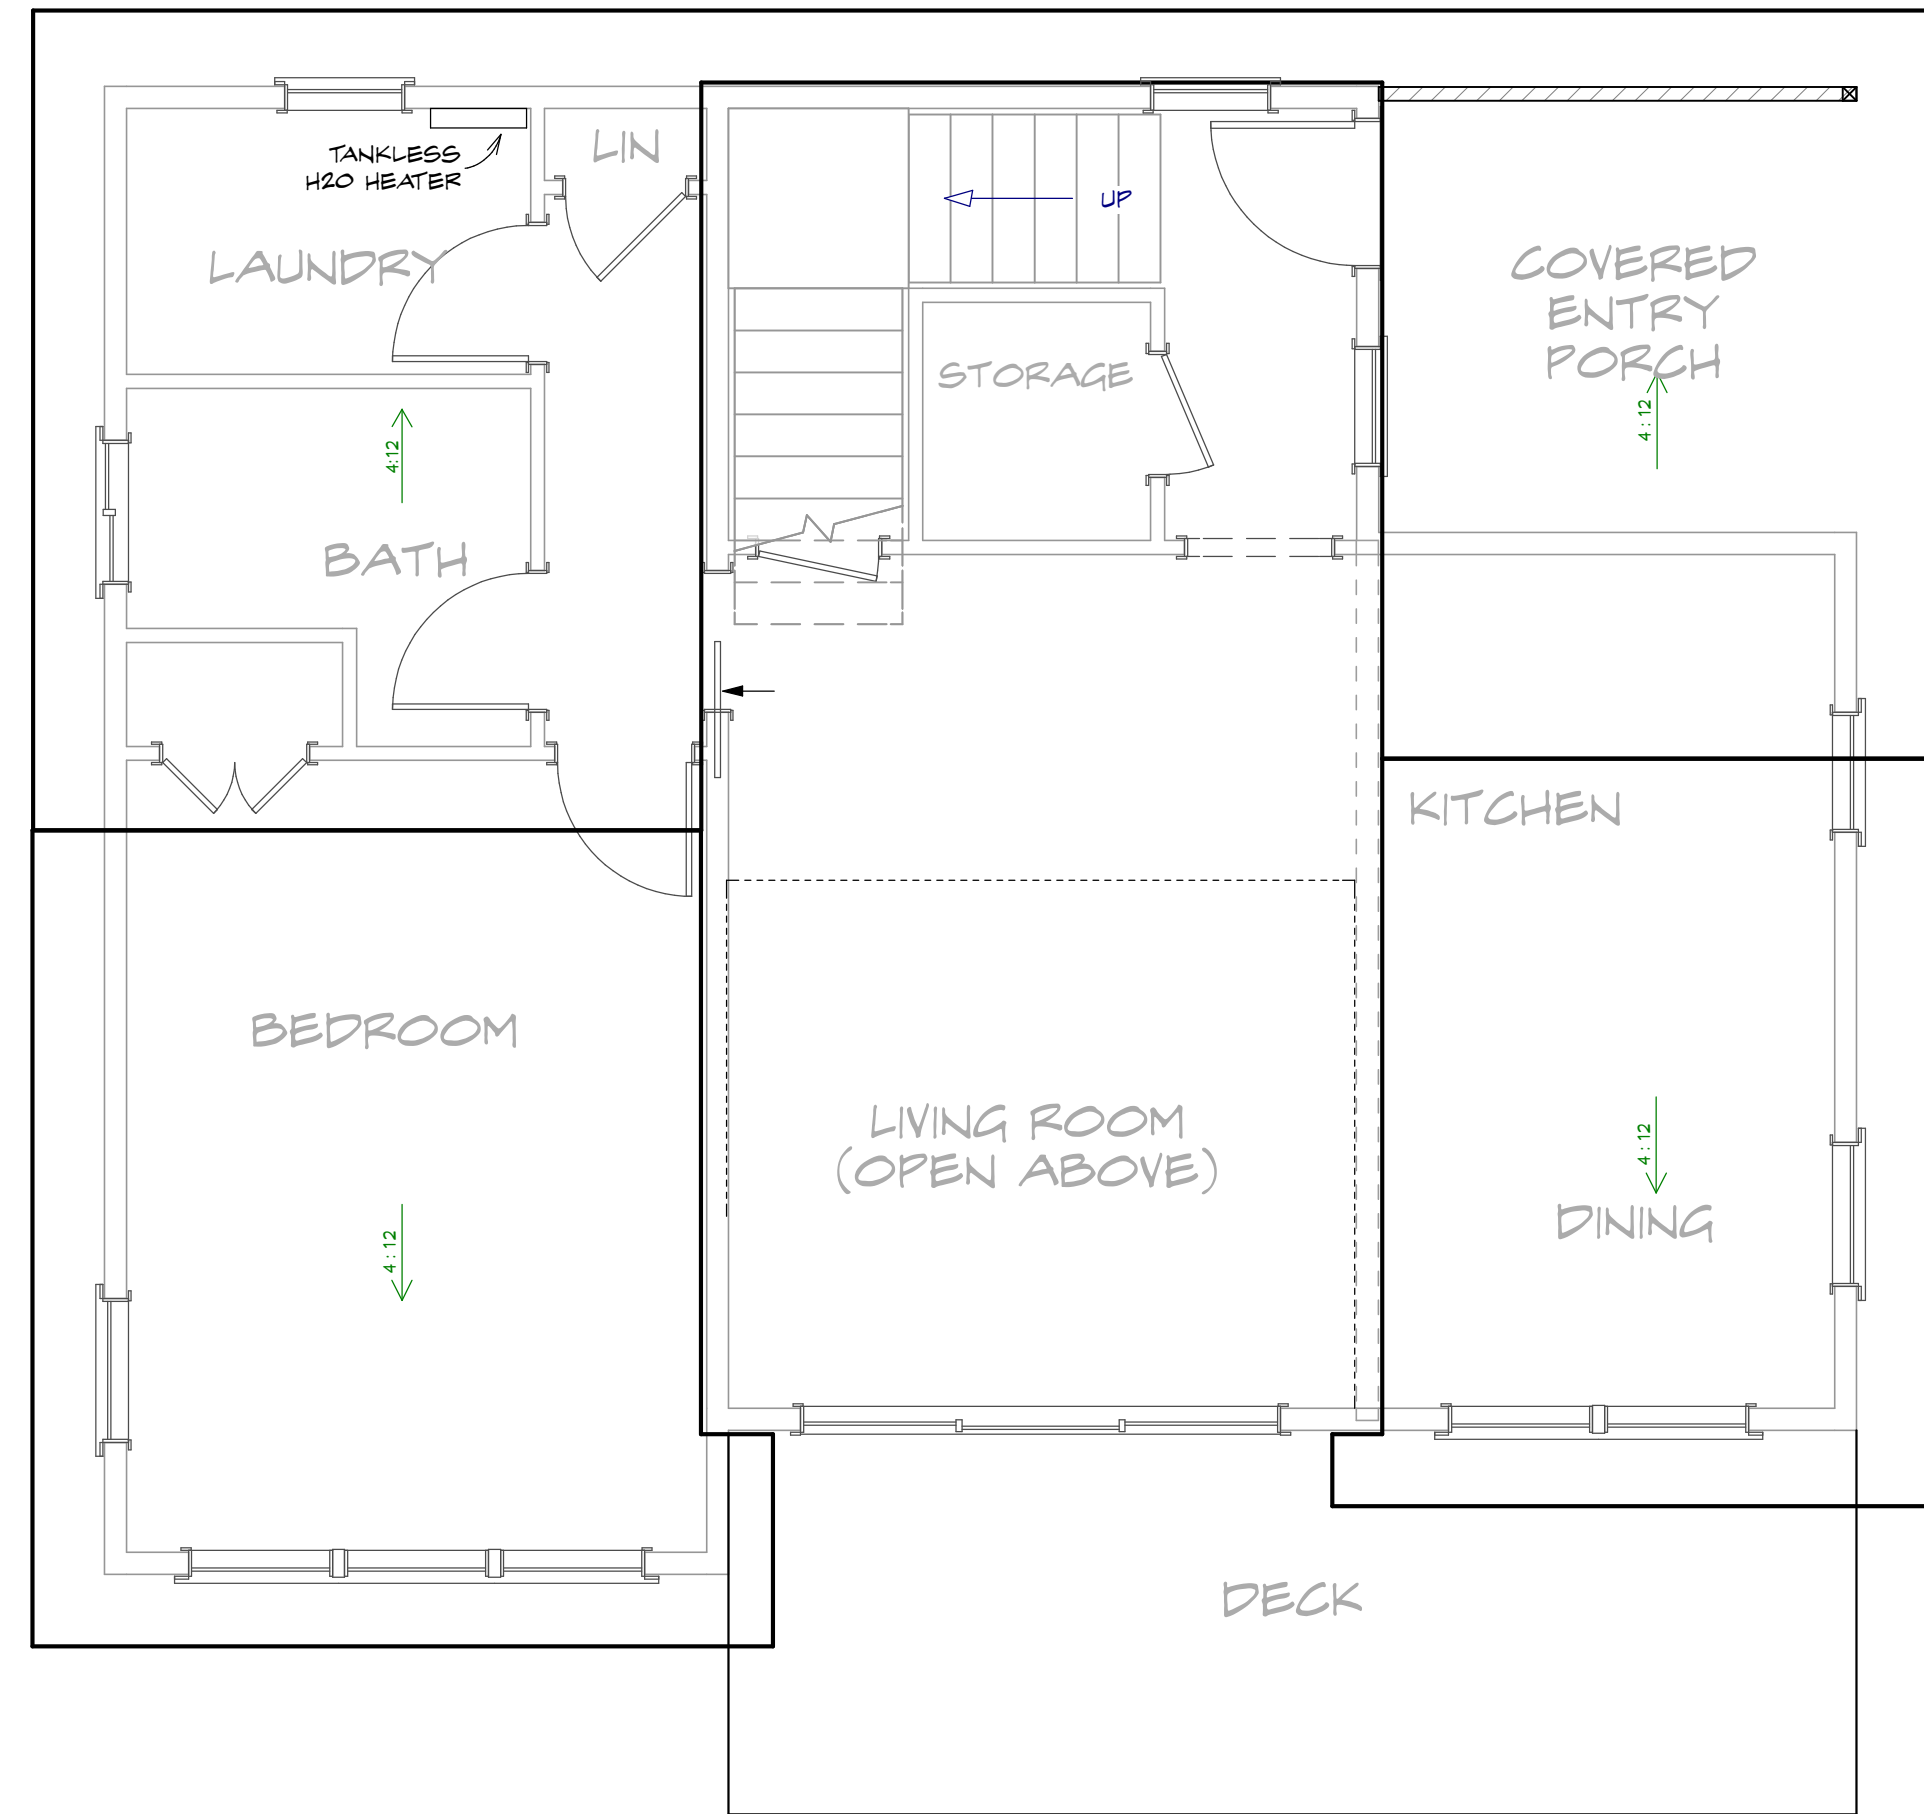 LIN
TANKLESS
H2O HEATER
UP
LAUNDRY
COVERED
ENTRY
PORCH
STORAGE
4:12
4:12
BATH
KITCHEN
BEDROOM
LIVING ROOM
(OPEN ABOVE)
4:12
DINING
4:12
DECK